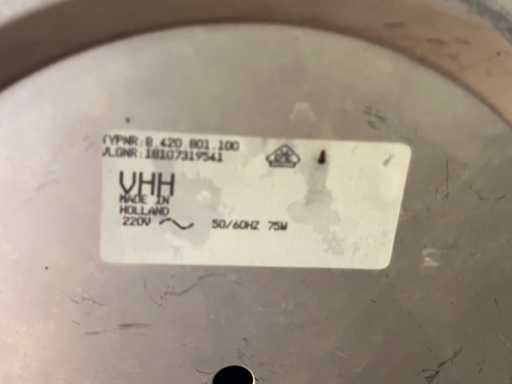 TYPNR:8.420 801.100
VLGNR:18107319541
VHH
MADE IN
HOLLAND
220V 50/60HZ 75W